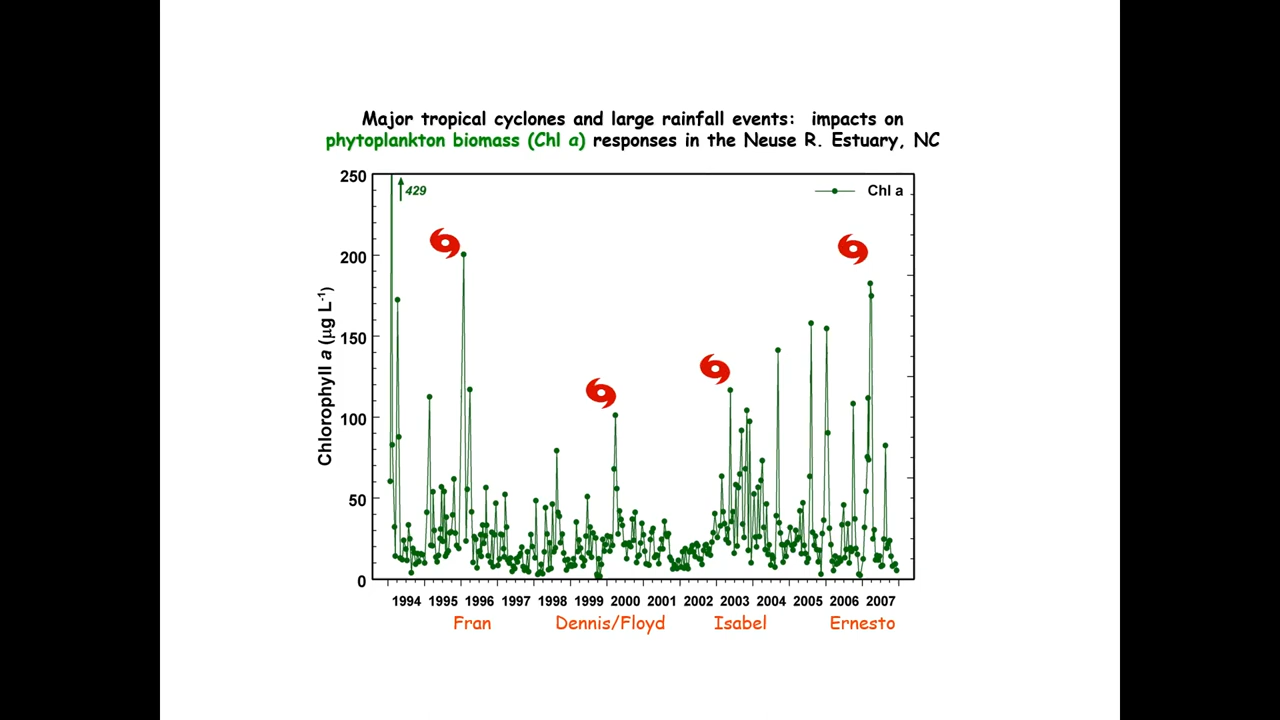 Major tropical cyclones and large rainfall events: impacts on
phytoplankton biomass (Chl a) responses in the Neuse R. Estuary, NC
250
429
Chl a
200
150
100
50
0
Chlorophyll a (µg L-1)
1994 1995 1996 1997 1998 1999 2000 2001 2002 2003 2004 2005 2006 2007
Fran Dennis/Floyd Isabel Ernesto